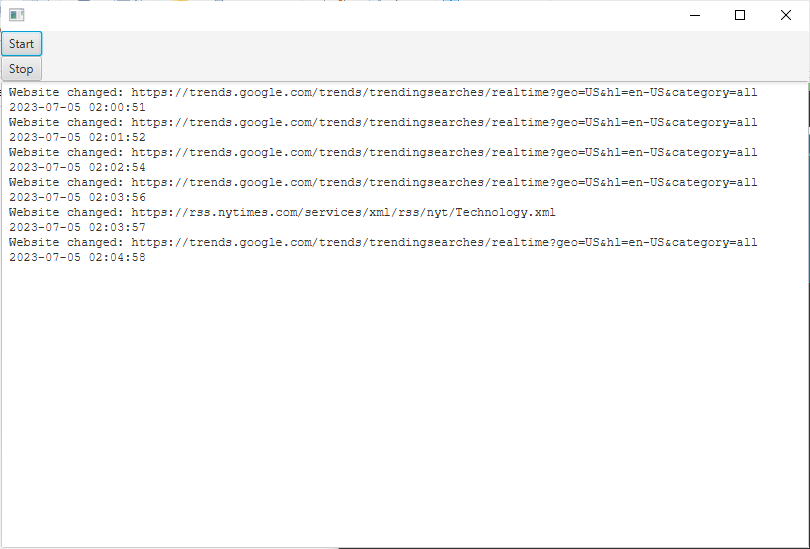 Start
Stop
Website changed: https://trends.google.com/trends/trendingsearches/realtime?geo=US&hl=en-US&category=all
2023-07-05 02:00:51
Website changed: https://trends.google.com/trends/trendingsearches/realtime?geo=US&hl=en-US&category=all
2023-07-05 02:01:52
Website changed: https://trends.google.com/trends/trendingsearches/realtime?geo=US&hl=en-US&category=all
2023-07-05 02:02:54
Website changed: https://trends.google.com/trends/trendingsearches/realtime?geo=US&hl=en-US&category=all
2023-07-05 02:03:56
Website changed: https://rss.nytimes.com/services/xml/rss/nyt/Technology.xml
2023-07-05 02:03:57
Website changed: https://trends.google.com/trends/trendingsearches/realtime?geo=US&hl=en-US&category=all
2023-07-05 02:04:58